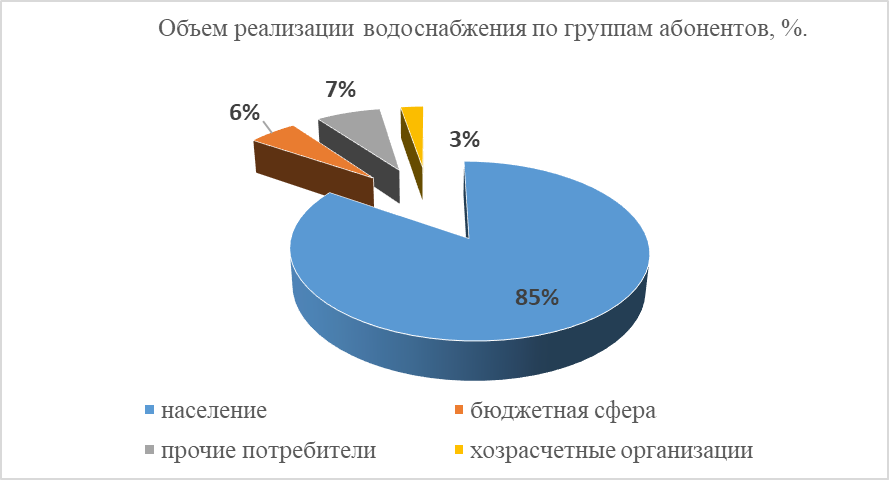 Объем реализации водоснабжения по группам абонентов, %.
7%
6%
3%
85%
население
бюджетная сфера
прочие потребители
хозрасчетные организации